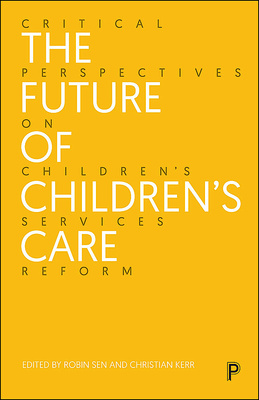 CRITICAL
THE
PERSPECTIVES
FUTURE
ON
OF
CHILDREN'S
CHILDREN'S
SERVICES
CARE
REFORM
EDITED BY ROBIN SEN AND CHRISTIAN KERR
P